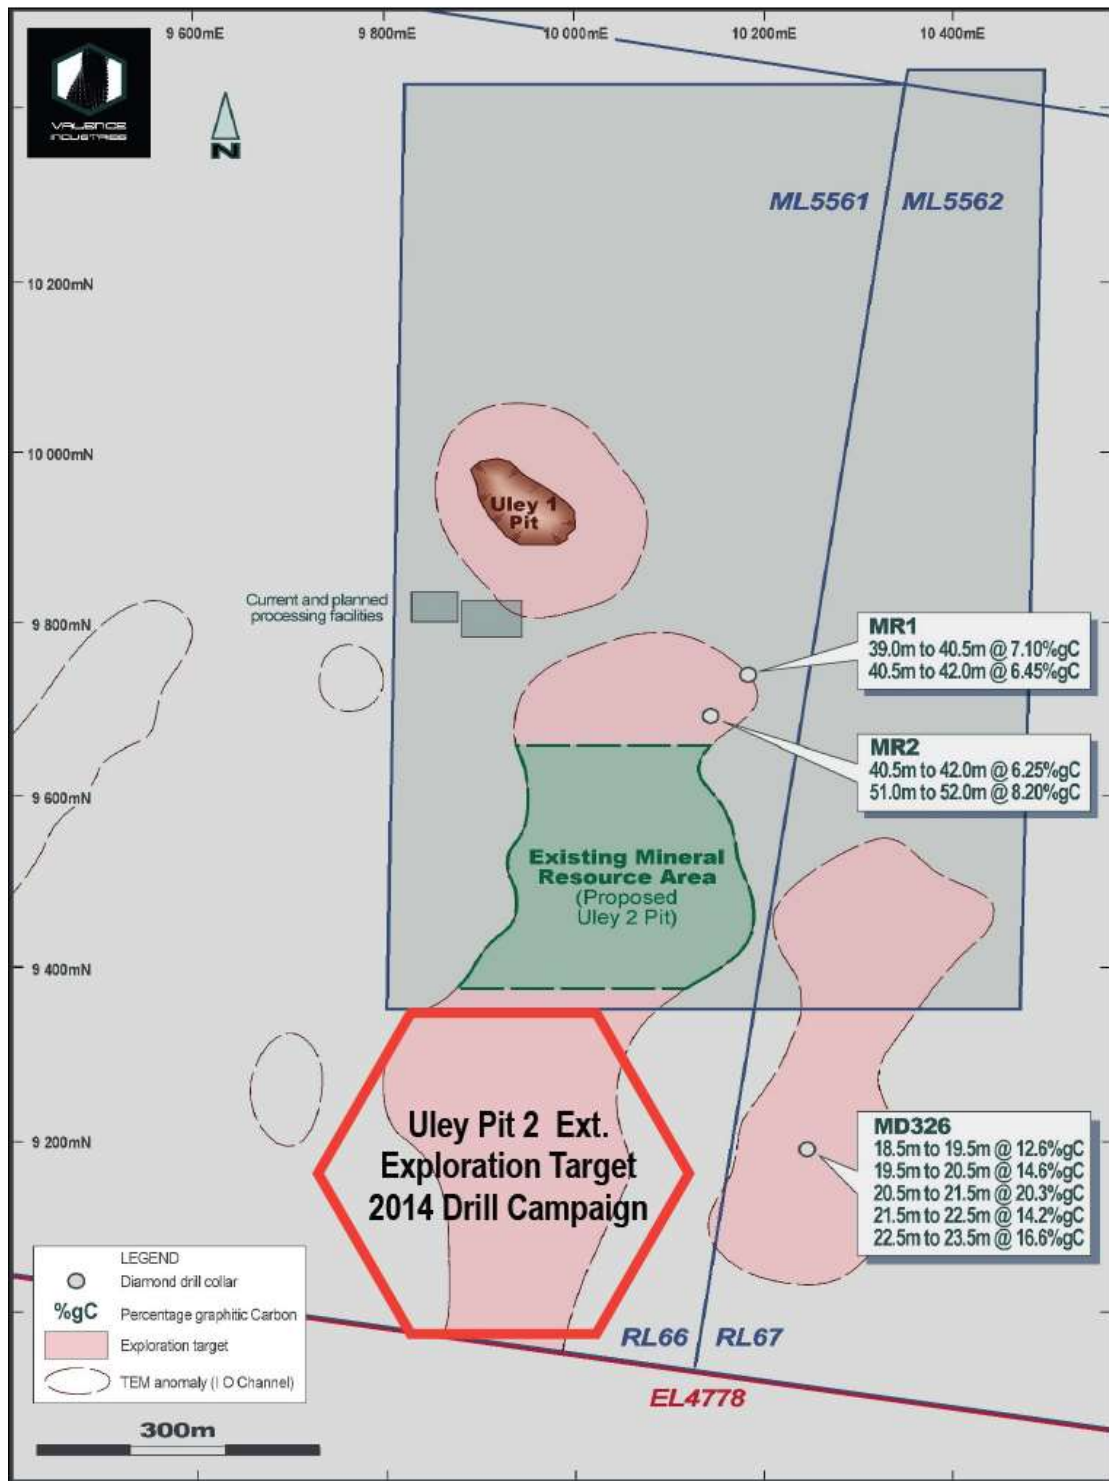 9 600mE
9 800mE
10 000mE
10 200mE
10 400mE
VALENCE
INDUSTRIES
N
ML5561
ML5562
10 200mN
10 000mN
Uley 1
Pit
Current and planned
processing facilities
9 800mN
MR1
39.0m to 40.5m @ 7.10%gC
40.5m to 42.0m @ 6.45%gC
MR2
40.5m to 42.0m @ 6.25%gC
51.0m to 52.0m @ 8.20%gC
9 600mN
Existing Mineral
Resource Area
(Proposed
Uley 2 Pit)
9 400mN
Uley Pit 2 Ext.
Exploration Target
2014 Drill Campaign
9 200mN
MD326
18.5m to 19.5m @ 12.6%gC
19.5m to 20.5m @ 14.6%gC
20.5m to 21.5m @ 20.3%gC
21.5m to 22.5m @ 14.2%gC
22.5m to 23.5m @ 16.6%gC
LEGEND
Diamond drill collar
%gC Percentage graphitic Carbon
Exploration target
TEM anomaly (I O Channel)
RL66
RL67
EL4778
300m